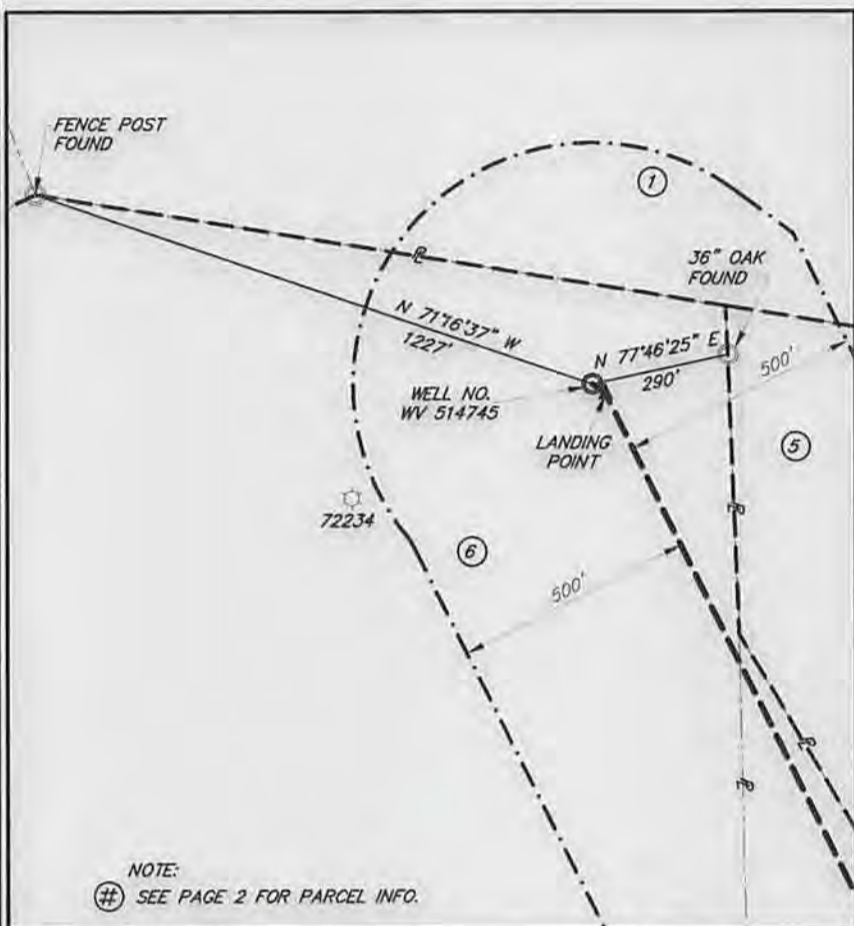 FENCE POST
FOUND
1
36" OAK
FOUND
N 71°16'37" W
1227'
N 77°46'25" E
290'
500'
WELL NO.
WV 514745
LANDING
POINT
5
72234
6
500'
NOTE:
# SEE PAGE 2 FOR PARCEL INFO.